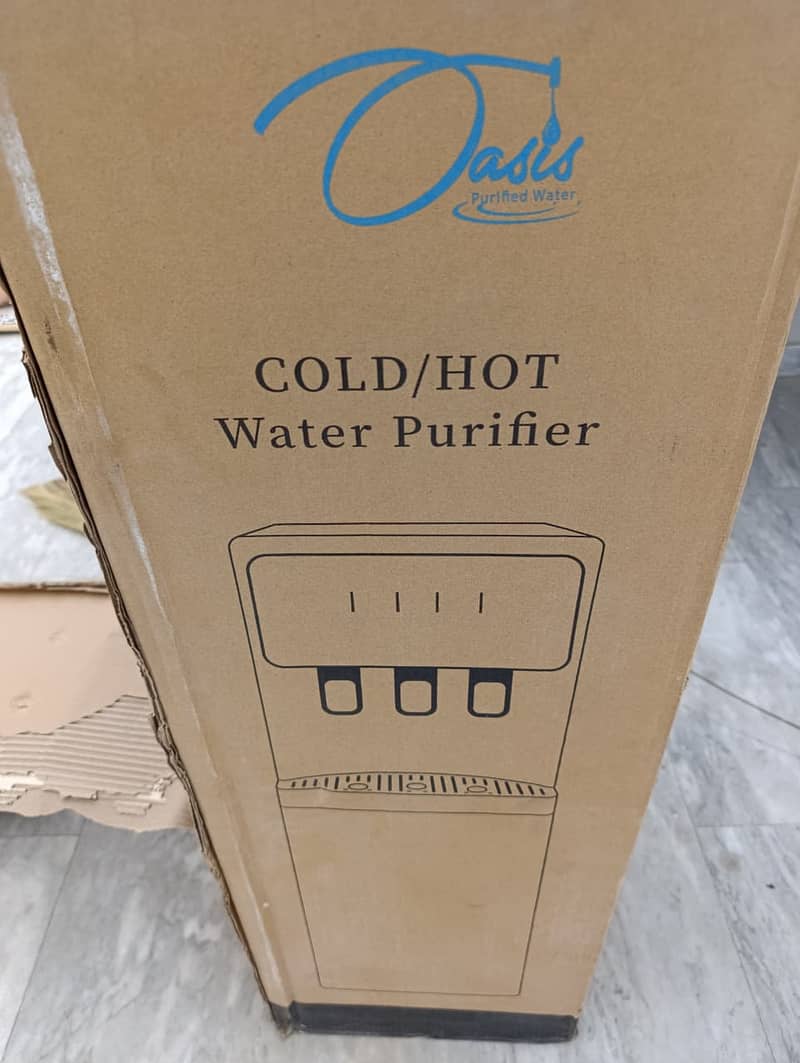 Oasis
Purified Water
COLD/HOT
Water Purifier